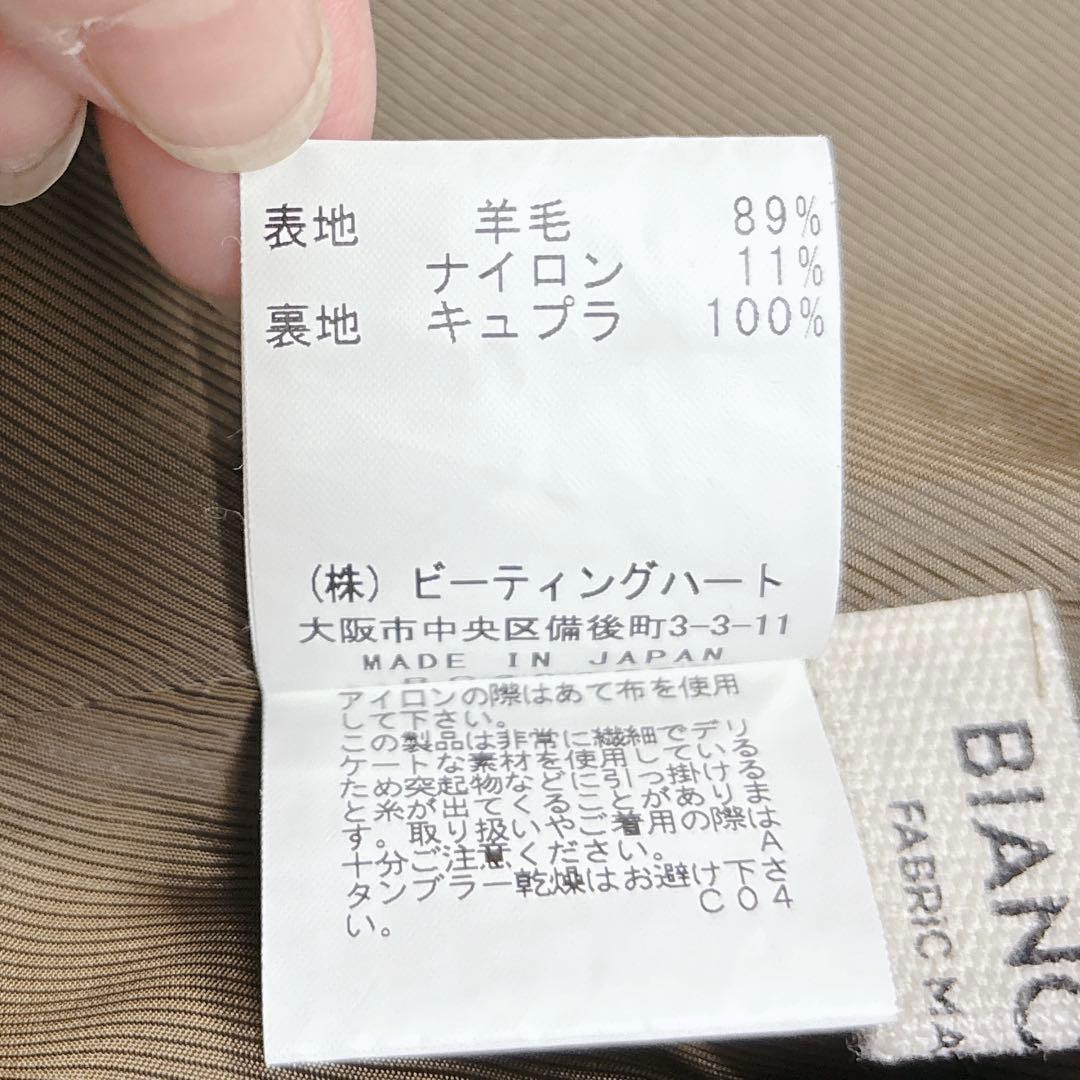 表地 羊毛 89%
ナイロン 11%
裏地 キュプラ 100%
(株) ビーティングハート
大阪市中央区備後町3-3-11
MADE IN JAPAN
アイロンの際はあて布を使用
して下さい。
この製品は非常に繊細でデリ
ケートな素材を使用している
ため突起物などに引っ掛ける
と糸が出てくることがありま
す。取り扱いやご着用の際は
十分ご注意ください。 A
タンブラー乾燥はお避け下さ
い。 C04
BIANC
FABRIC MA